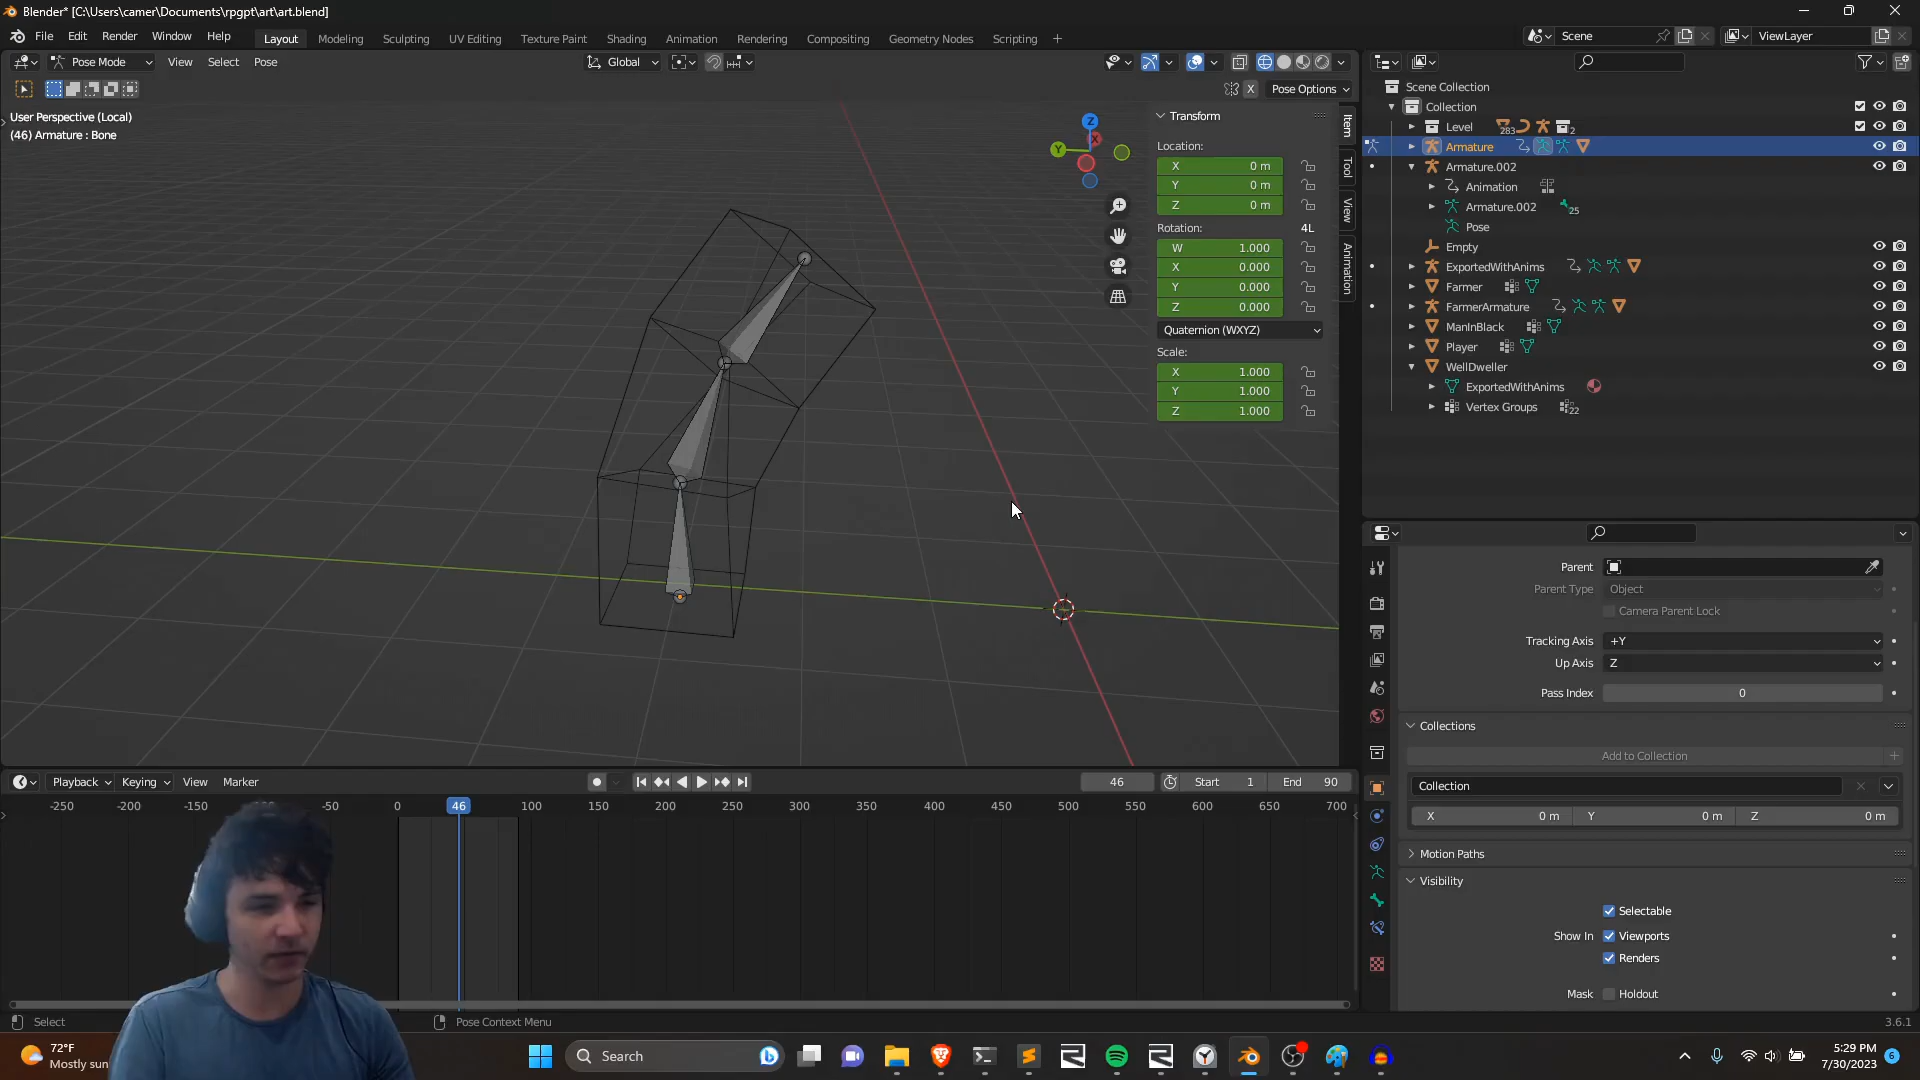 Blender* [C:\Users\camer\Documents\rpgpt\art\art.blend]
File Edit Render Window Help Layout Modeling Sculpting UV Editing Texture Paint Shading Animation Rendering Compositing Geometry Nodes Scripting + Scene ViewLayer
Pose Mode View Select Pose Global
X Pose Options
User Perspective (Local)
(46) Armature : Bone
Z
X
Y
Transform
Location:
X 0 m
Y 0 m
Z 0 m
Rotation: 4L
W 1.000
X 0.000
Y 0.000
Z 0.000
Quaternion (WXYZ)
Scale:
X 1.000
Y 1.000
Z 1.000
Item
Tool
View
Animation
Scene Collection
Collection
Level 283 2
Armature
Armature.002
Animation
Armature.002 25
Pose
Empty
ExportedWithAnims
Farmer
FarmerArmature
ManInBlack
Player
WellDweller
ExportedWithAnims
Vertex Groups 22
Parent
Parent Type Object
Camera Parent Lock
Tracking Axis +Y
Up Axis Z
Pass Index 0
Collections
Add to Collection
Collection
X 0 m Y 0 m Z 0 m
Motion Paths
Visibility
Selectable
Show In Viewports
Renders
Mask Holdout
Playback Keying View Marker 46 Start 1 End 90
-250 -200 -150 -50 0 46 100 150 200 250 300 350 400 450 500 550 600 650 700
Select Pose Context Menu 3.6.1
72°F
Mostly sun
Search
5:29 PM
7/30/2023
6